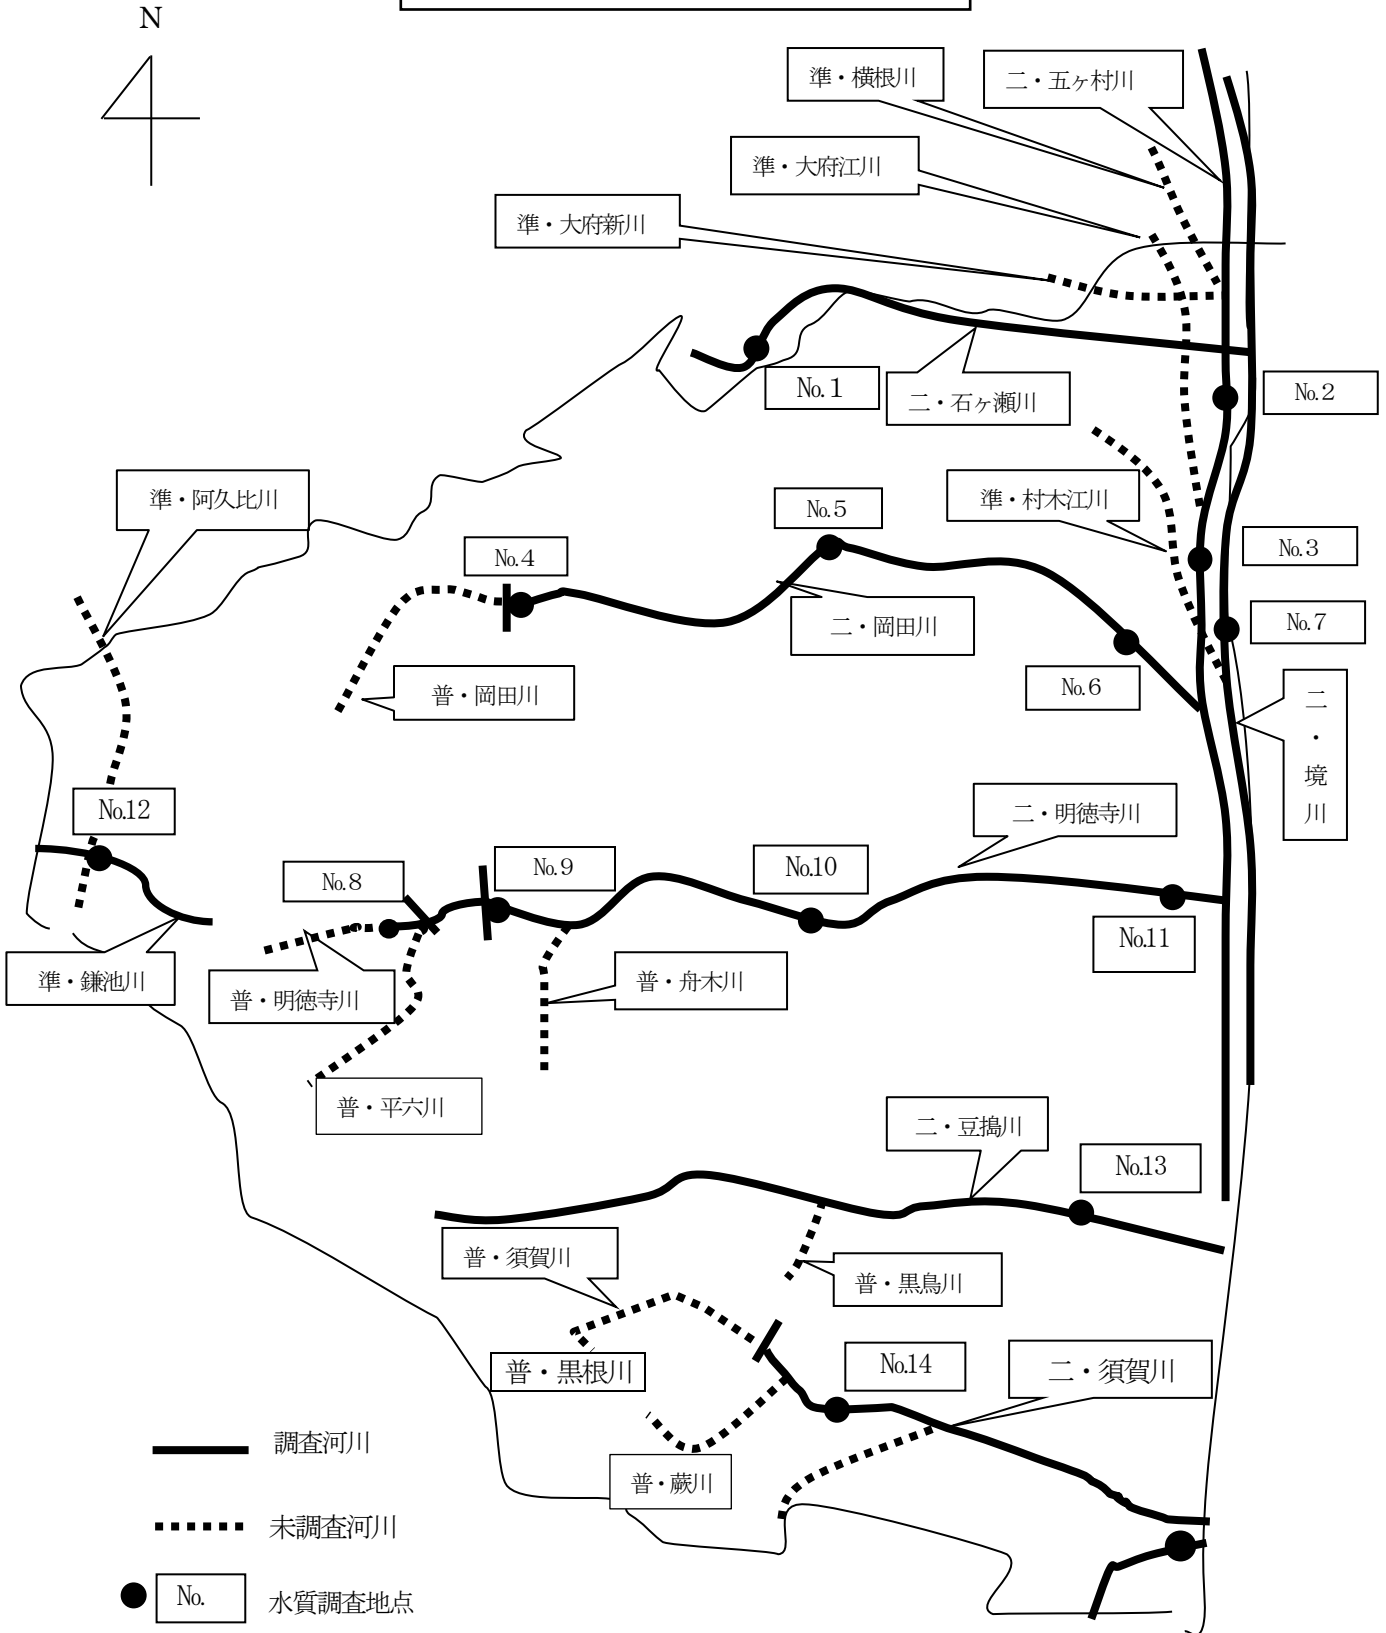 N
準・横根川
二・五ヶ村川
準・大府江川
準・大府新川
No.1
二・石ヶ瀬川
No.2
準・阿久比川
準・村木江川
No.5
No.4
No.3
No.7
二・岡田川
普・岡田川
No.6
二・境川
No.12
二・明徳寺川
No.8
No.9
No.10
No.11
準・鎌池川
普・明徳寺川
普・舟木川
普・平六川
二・豆搗川
No.13
普・須賀川
普・黒鳥川
普・黒根川
No.14
二・須賀川
普・蕨川
調査河川
未調査河川
No.
水質調査地点